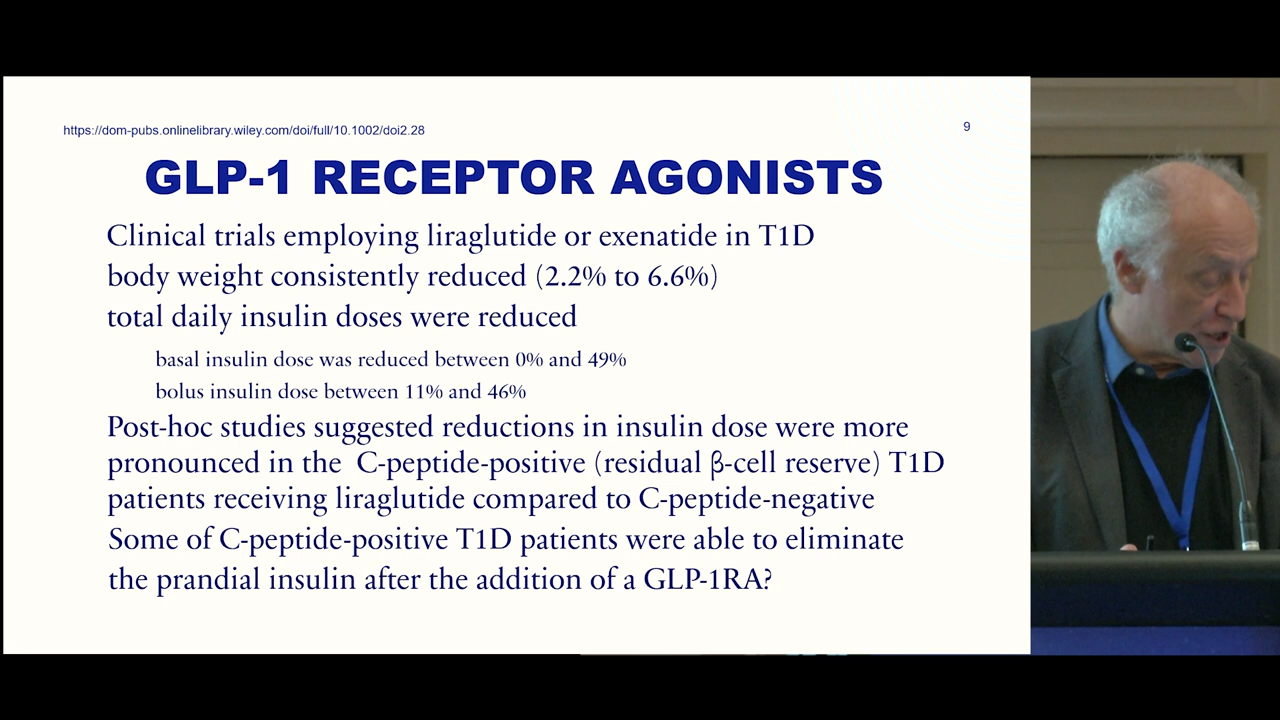 https://dom-pubs.onlinelibrary.wiley.com/doi/full/10.1002/doi2.28
9
GLP-1 RECEPTOR AGONISTS
Clinical trials employing liraglutide or exenatide in T1D
body weight consistently reduced (2.2% to 6.6%)
total daily insulin doses were reduced
basal insulin dose was reduced between 0% and 49%
bolus insulin dose between 11% and 46%
Post-hoc studies suggested reductions in insulin dose were more
pronounced in the C-peptide-positive (residual β-cell reserve) T1D
patients receiving liraglutide compared to C-peptide-negative
Some of C-peptide-positive T1D patients were able to eliminate
the prandial insulin after the addition of a GLP-1RA?